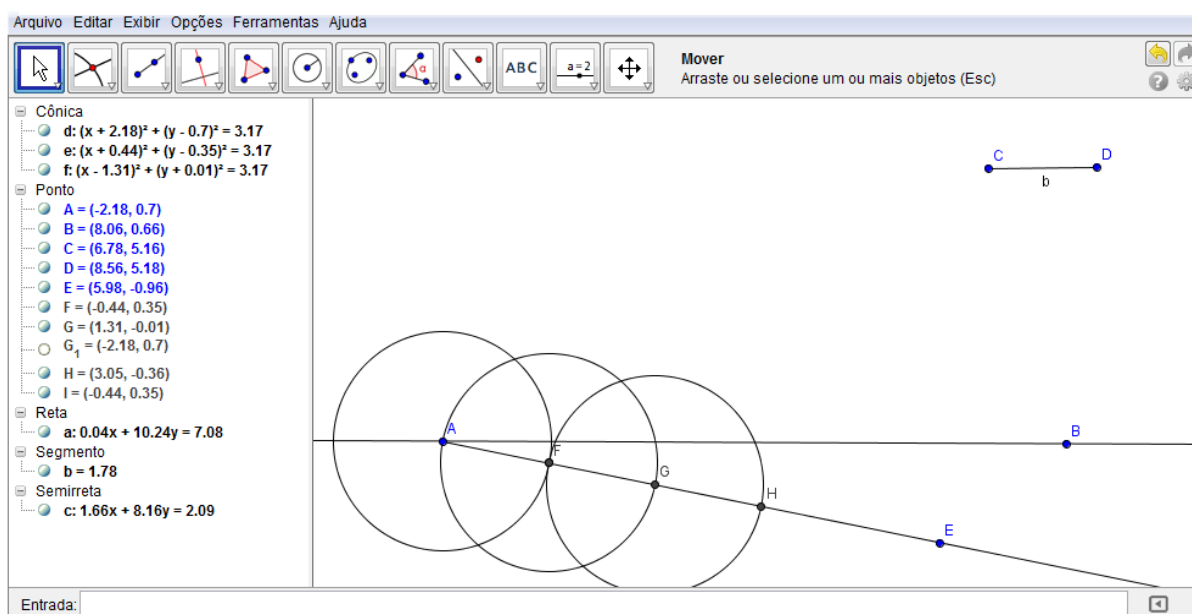 Arquivo Editar Exibir Opções Ferramentas Ajuda
ABC
a=2
α
Mover
Arraste ou selecione um ou mais objetos (Esc)
Cônica
d: (x + 2.18)² + (y - 0.7)² = 3.17
e: (x + 0.44)² + (y - 0.35)² = 3.17
f: (x - 1.31)² + (y + 0.01)² = 3.17
Ponto
A = (-2.18, 0.7)
B = (8.06, 0.66)
C = (6.78, 5.16)
D = (8.56, 5.18)
E = (5.98, -0.96)
F = (-0.44, 0.35)
G = (1.31, -0.01)
G₁ = (-2.18, 0.7)
H = (3.05, -0.36)
I = (-0.44, 0.35)
Reta
a: 0.04x + 10.24y = 7.08
Segmento
b = 1.78
Semirreta
c: 1.66x + 8.16y = 2.09
C D
b
A
B
F
G
H
E
Entrada: